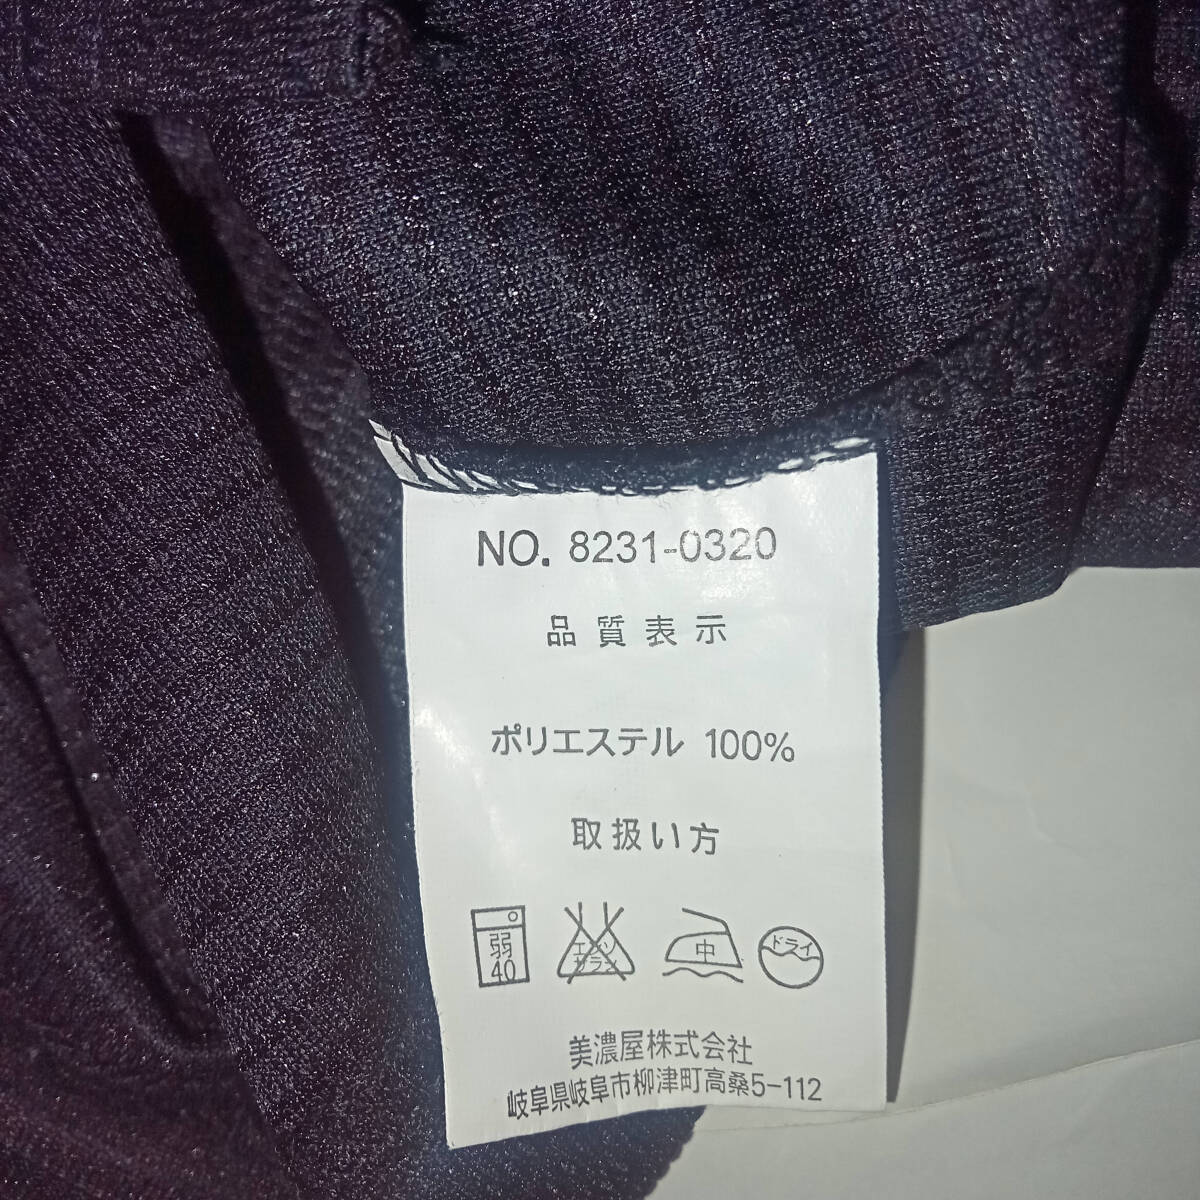 NO. 8231-0320
品質表示
ポリエステル 100%
取扱い方
弱 エンソ 中 ドライ
40 サラシ
美濃屋株式会社
岐阜県岐阜市柳津町高桑5-112